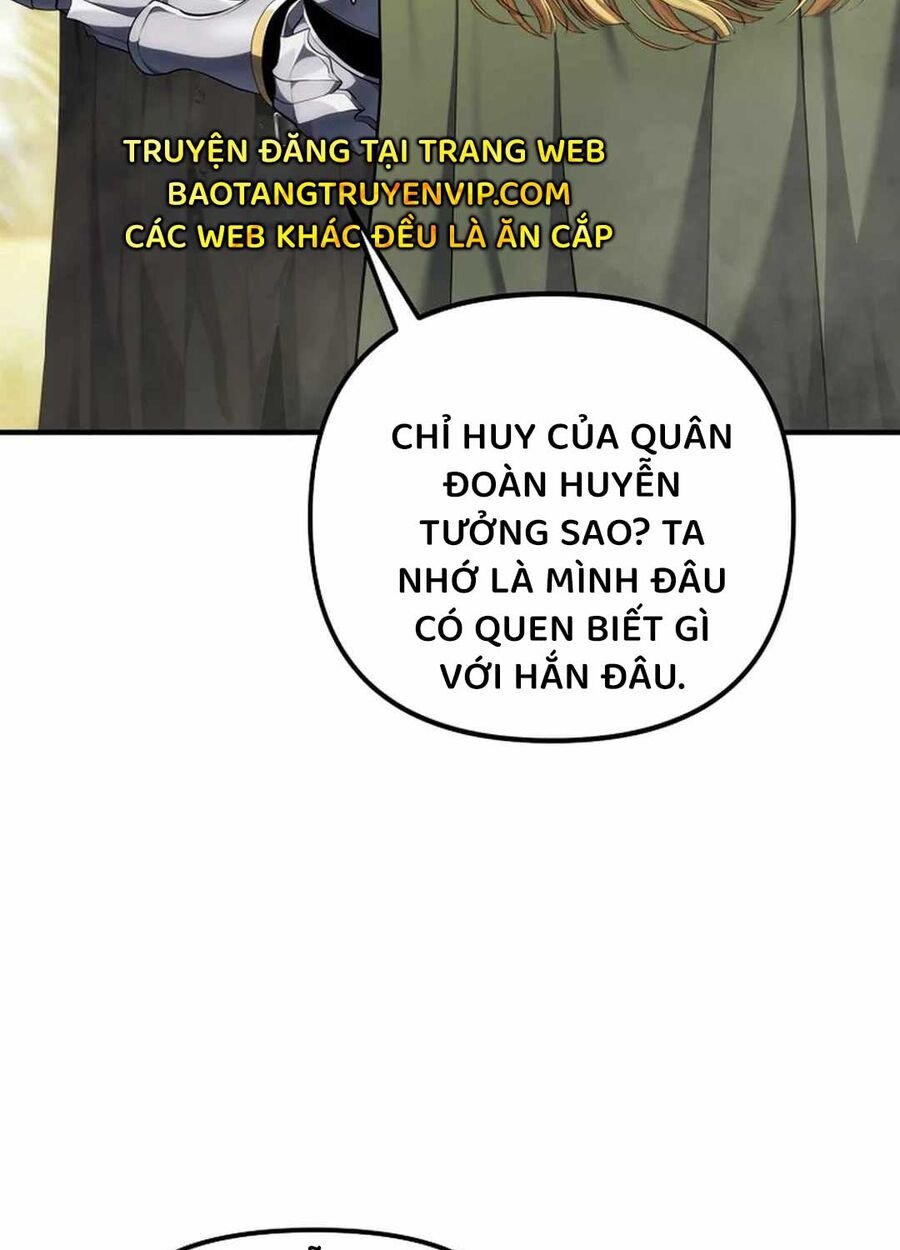 TRUYỆN ĐĂNG TẠI TRANG WEB
BAOTANGTRUYENVIP.COM
CÁC WEB KHÁC ĐỀU LÀ ĂN CẮP
CHỈ HUY CỦA QUÂN
ĐOÀN HUYỄN
TƯỞNG SAO? TA
NHỚ LÀ MÌNH ĐÂU
CÓ QUEN BIẾT GÌ
VỚI HẮN ĐÂU.